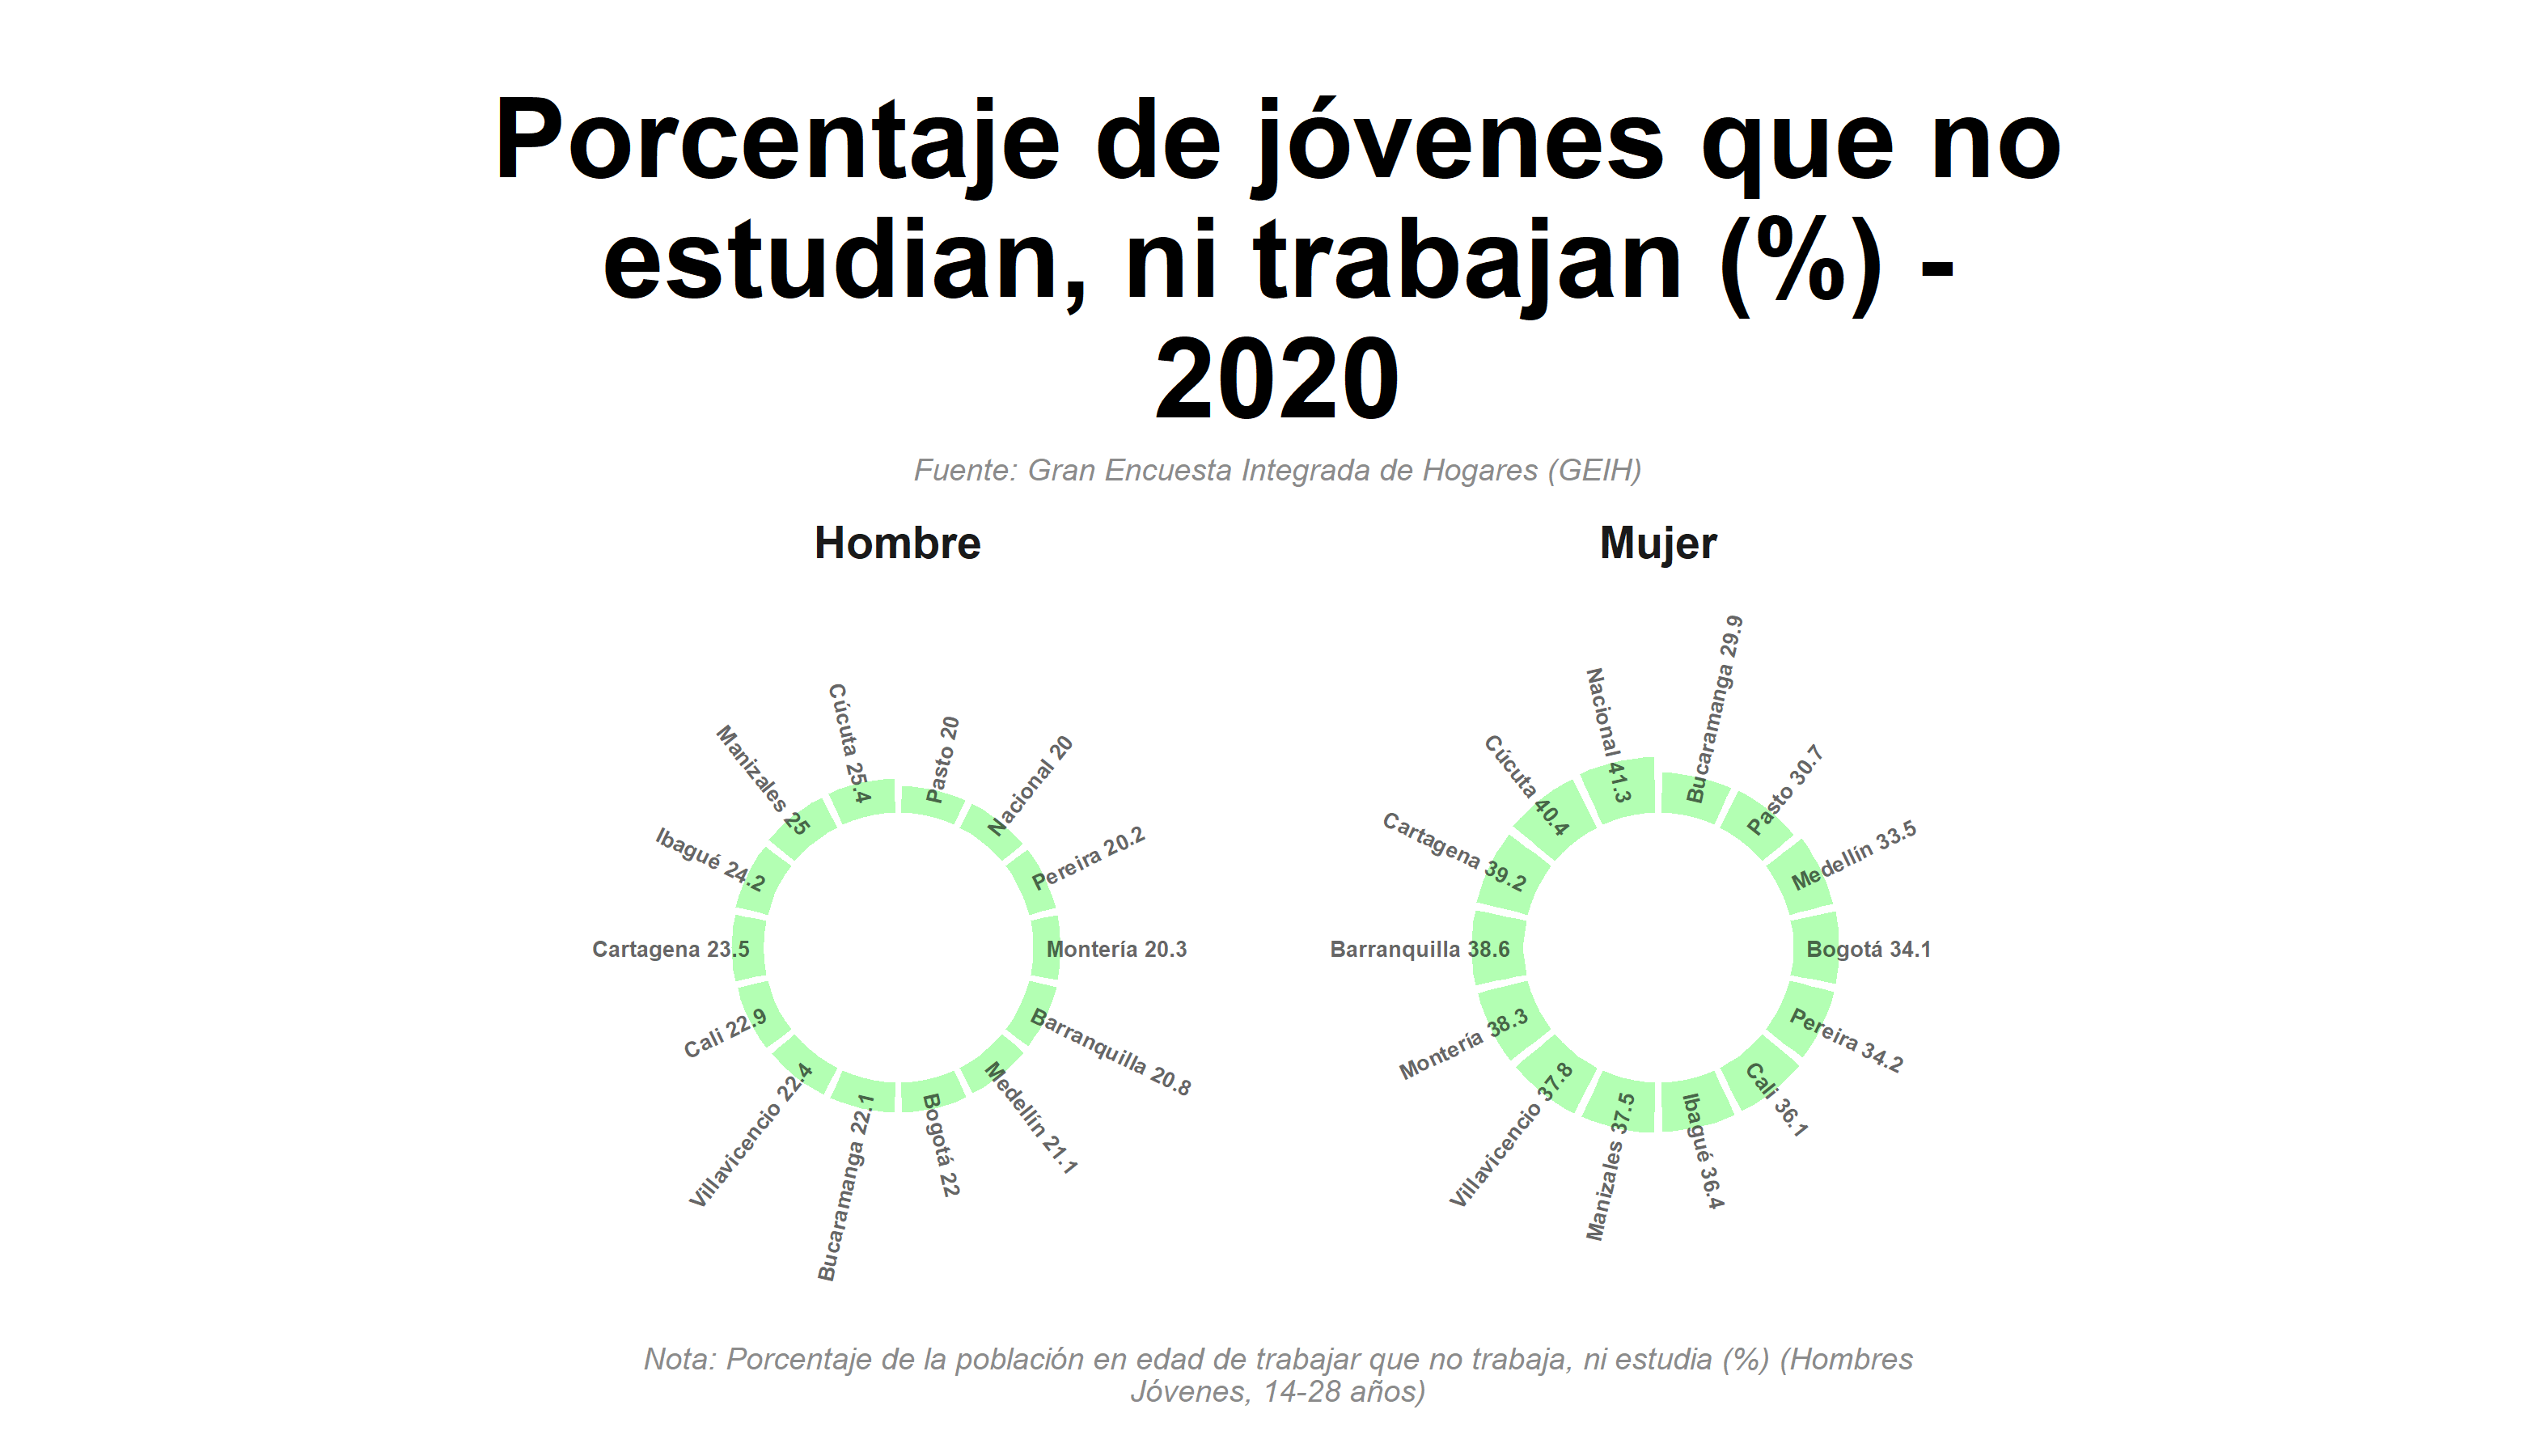 Porcentaje de jóvenes que no
estudian, ni trabajan (%) -
2020
Fuente: Gran Encuesta Integrada de Hogares (GEIH)
Hombre
Pasto 20
Nacional 20
Pereira 20.2
Montería 20.3
Barranquilla 20.8
Medellín 21.1
Bogotá 22
Bucaramanga 22.1
Villavicencio 22.4
Cali 22.9
Cartagena 23.5
Ibagué 24.2
Manizales 25
Cúcuta 25.4
Mujer
Bucaramanga 29.9
Pasto 30.7
Medellín 33.5
Bogotá 34.1
Pereira 34.2
Cali 36.1
Ibagué 36.4
Manizales 37.5
Villavicencio 37.8
Montería 38.3
Barranquilla 38.6
Cartagena 39.2
Cúcuta 40.4
Nacional 41.3
Nota: Porcentaje de la población en edad de trabajar que no trabaja, ni estudia (%) (Hombres
Jóvenes, 14-28 años)